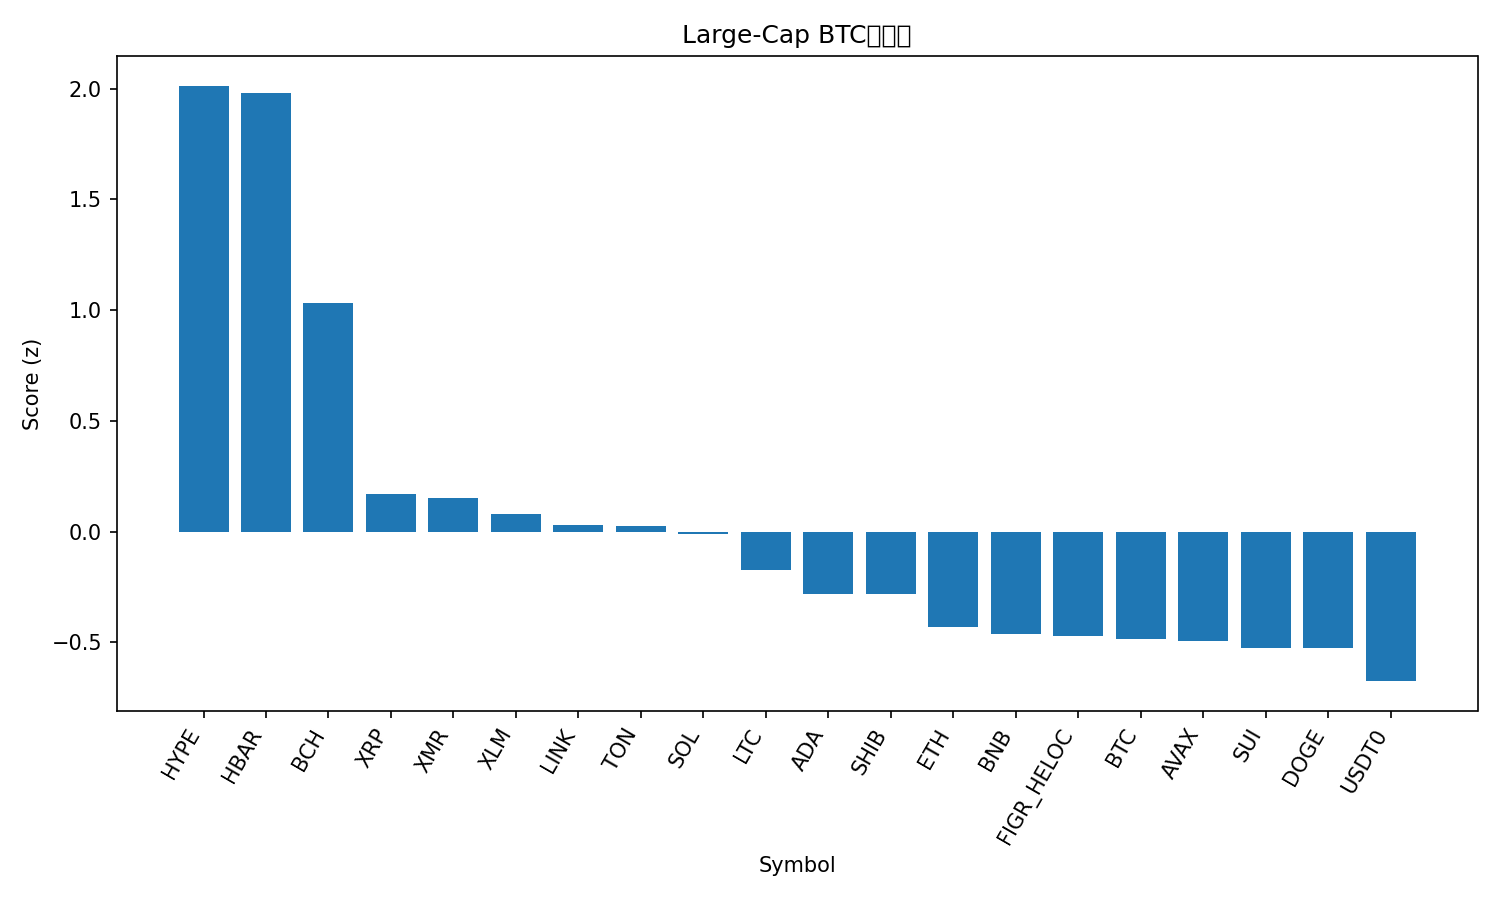 Large-Cap BTC
2.0
1.5
1.0
0.5
0.0
−0.5
Score (z)
HYPE
HBAR
BCH
XRP
XMR
XLM
LINK
TON
SOL
LTC
ADA
SHIB
ETH
BNB
FIGR_HELOC
BTC
AVAX
SUI
DOGE
USDT0
Symbol